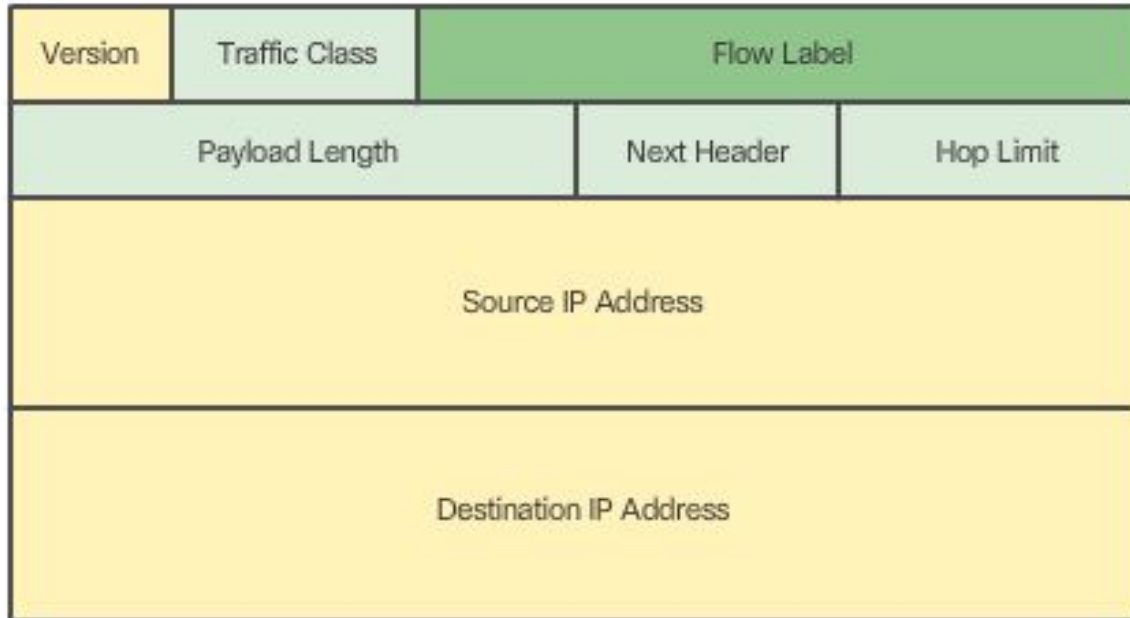 Version Traffic Class Flow Label
Payload Length Next Header Hop Limit
Source IP Address
Destination IP Address